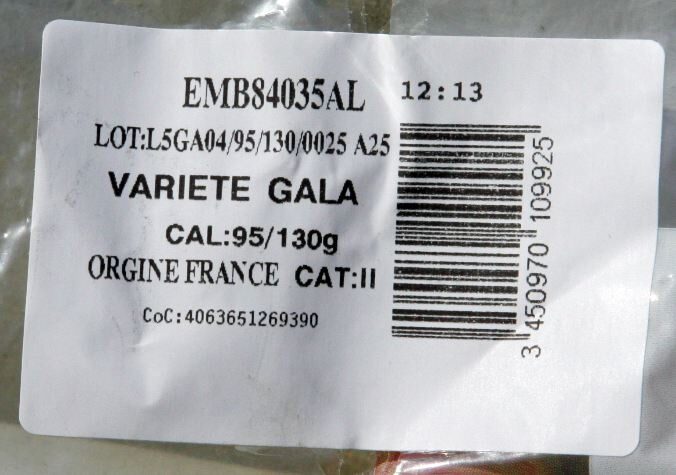 EMB84035AL 12:13
LOT:L5GA04/95/130/0025 A25
VARIETE GALA
CAL:95/130g
ORGINE FRANCE CAT:II
CoC:4063651269390
3 450970 109925